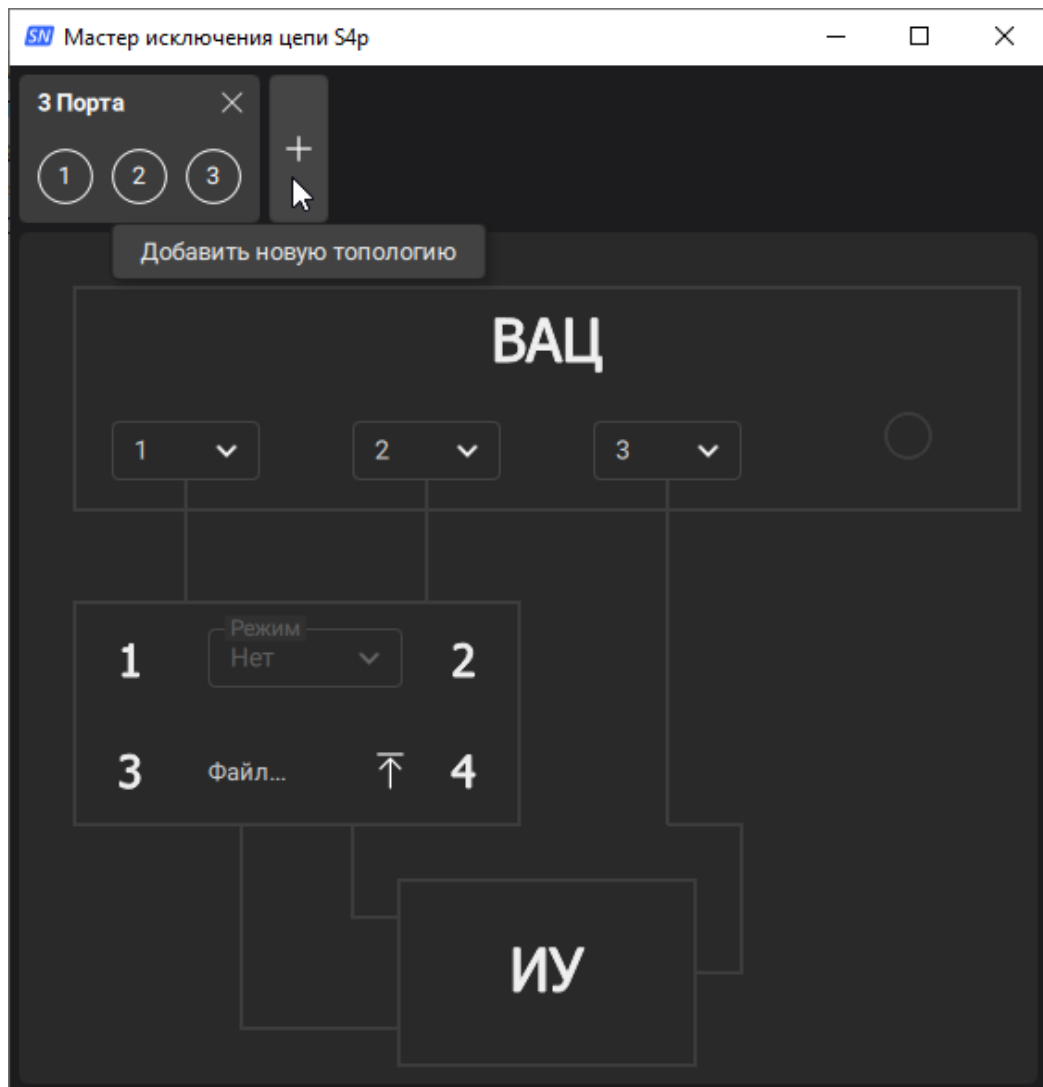 SN Мастер исключения цепи S4p
3 Порта
1 2 3
Добавить новую топологию
ВАЦ
1 2 3
Режим
1 Нет 2
3 Файл... 4
ИУ